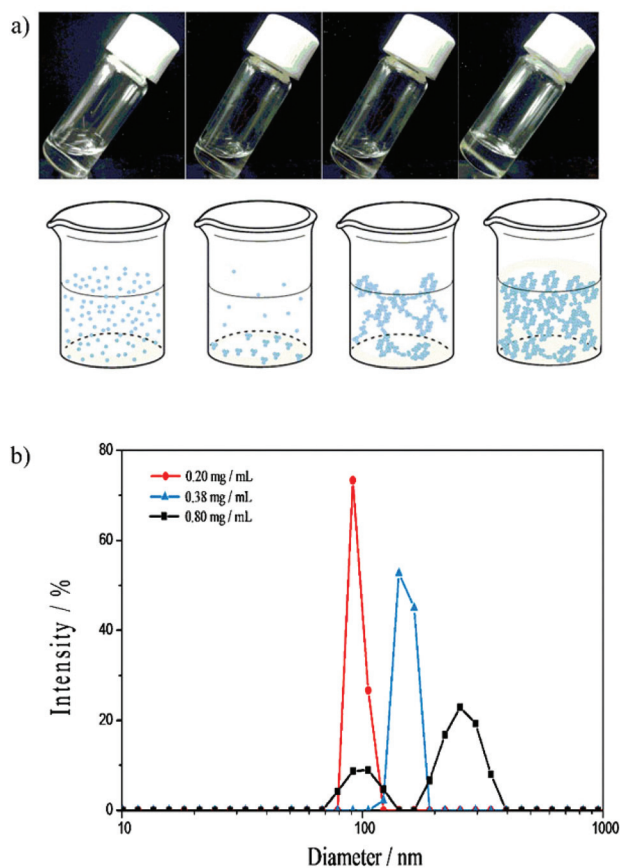 a)
b)
80
60
40
20
0
Intensity / %
0.20 mg / mL
0.38 mg / mL
0.80 mg / mL
10
100
1000
Diameter / nm